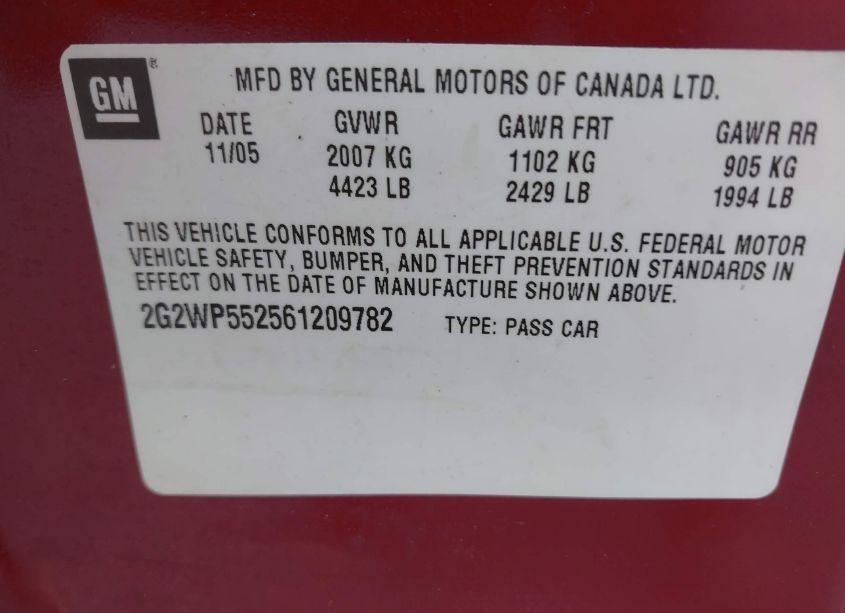 GM®
MFD BY GENERAL MOTORS OF CANADA LTD.
DATE GVWR GAWR FRT GAWR RR
11/05 2007 KG 1102 KG 905 KG
4423 LB 2429 LB 1994 LB
THIS VEHICLE CONFORMS TO ALL APPLICABLE U.S. FEDERAL MOTOR
VEHICLE SAFETY, BUMPER, AND THEFT PREVENTION STANDARDS IN
EFFECT ON THE DATE OF MANUFACTURE SHOWN ABOVE.
2G2WP552561209782 TYPE: PASS CAR